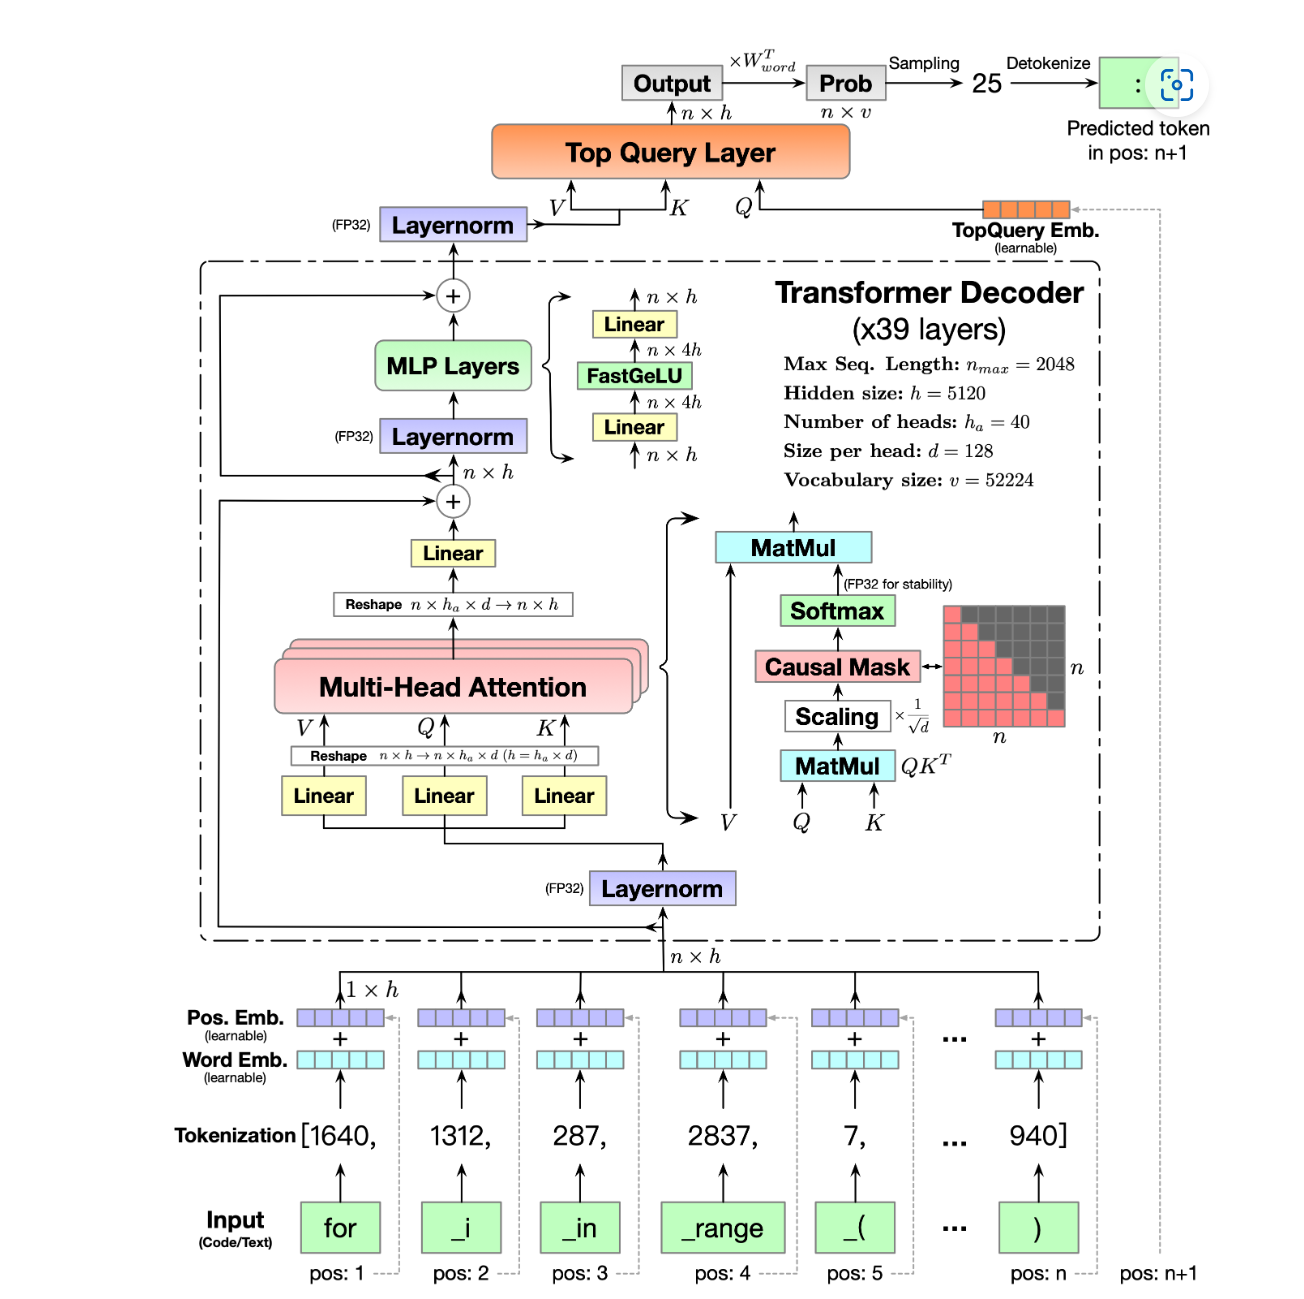 ×W^T_word
Sampling
Detokenize
Output
Prob
25
:
n × h
n × v
Predicted token
in pos: n+1
Top Query Layer
V
K
Q
(FP32)
Layernorm
TopQuery Emb.
(learnable)
Transformer Decoder
(x39 layers)
Max Seq. Length: n_max = 2048
Hidden size: h = 5120
Number of heads: h_a = 40
Size per head: d = 128
Vocabulary size: v = 52224
+
MLP Layers
(FP32)
Layernorm
n × h
+
n × h
Linear
n × 4h
FastGeLU
n × 4h
Linear
n × h
Linear
Reshape n × h_a × d → n × h
Multi-Head Attention
V
Q
K
Reshape n × h → n × h_a × d (h = h_a × d)
Linear
Linear
Linear
MatMul
(FP32 for stability)
Softmax
Causal Mask
n
n
Scaling
× 1/√d
MatMul
QK^T
V
Q
K
(FP32)
Layernorm
n × h
1 × h
Pos. Emb.
(learnable)
+ + + + + ... +
Word Emb.
(learnable)
Tokenization [1640, 1312, 287, 2837, 7, ... 940]
Input
(Code/Text)
for _i _in _range _( ... )
pos: 1 pos: 2 pos: 3 pos: 4 pos: 5 pos: n pos: n+1